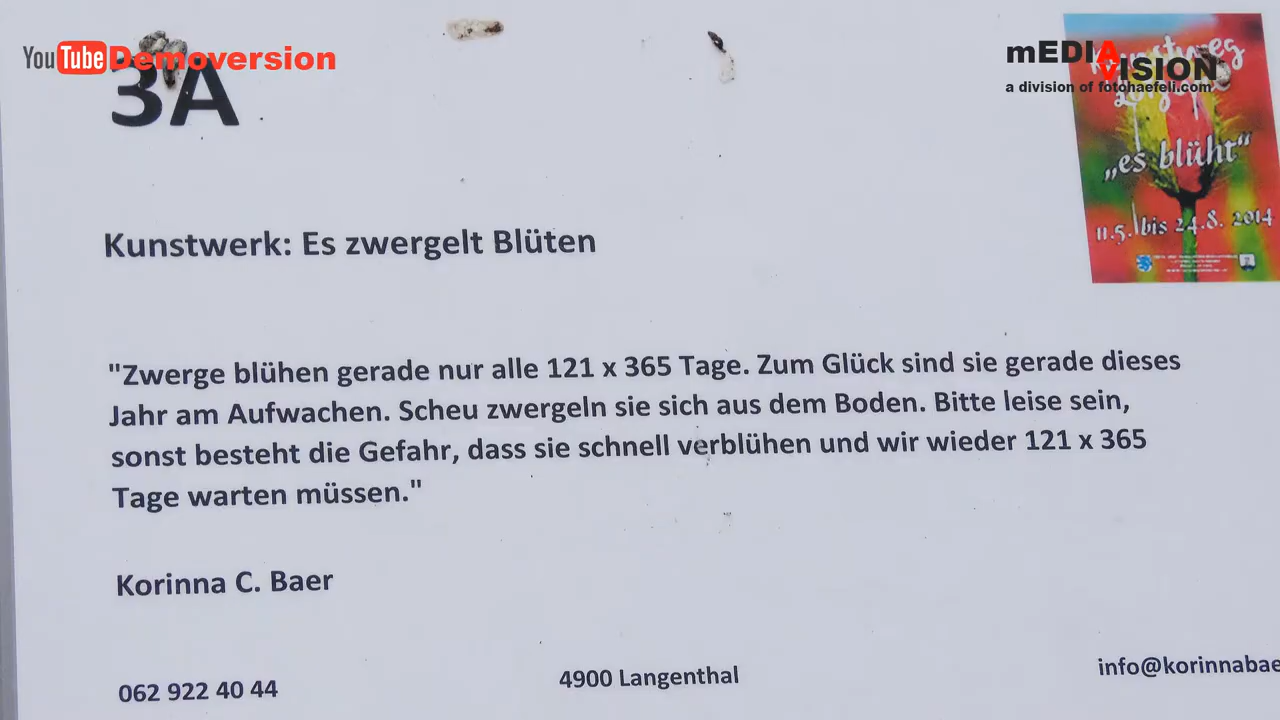 YouTube Demoversion
mEDIA
VISION
a division of fotohaefeli.com
3A
Kunstweg
„es blüht“
11.5. bis 24.8. 2014
Kunstwerk: Es zwergelt Blüten
"Zwerge blühen gerade nur alle 121 x 365 Tage. Zum Glück sind sie gerade dieses
Jahr am Aufwachen. Scheu zwergeln sie sich aus dem Boden. Bitte leise sein,
sonst besteht die Gefahr, dass sie schnell verblühen und wir wieder 121 x 365
Tage warten müssen."
Korinna C. Baer
062 922 40 44
4900 Langenthal
info@korinnabae